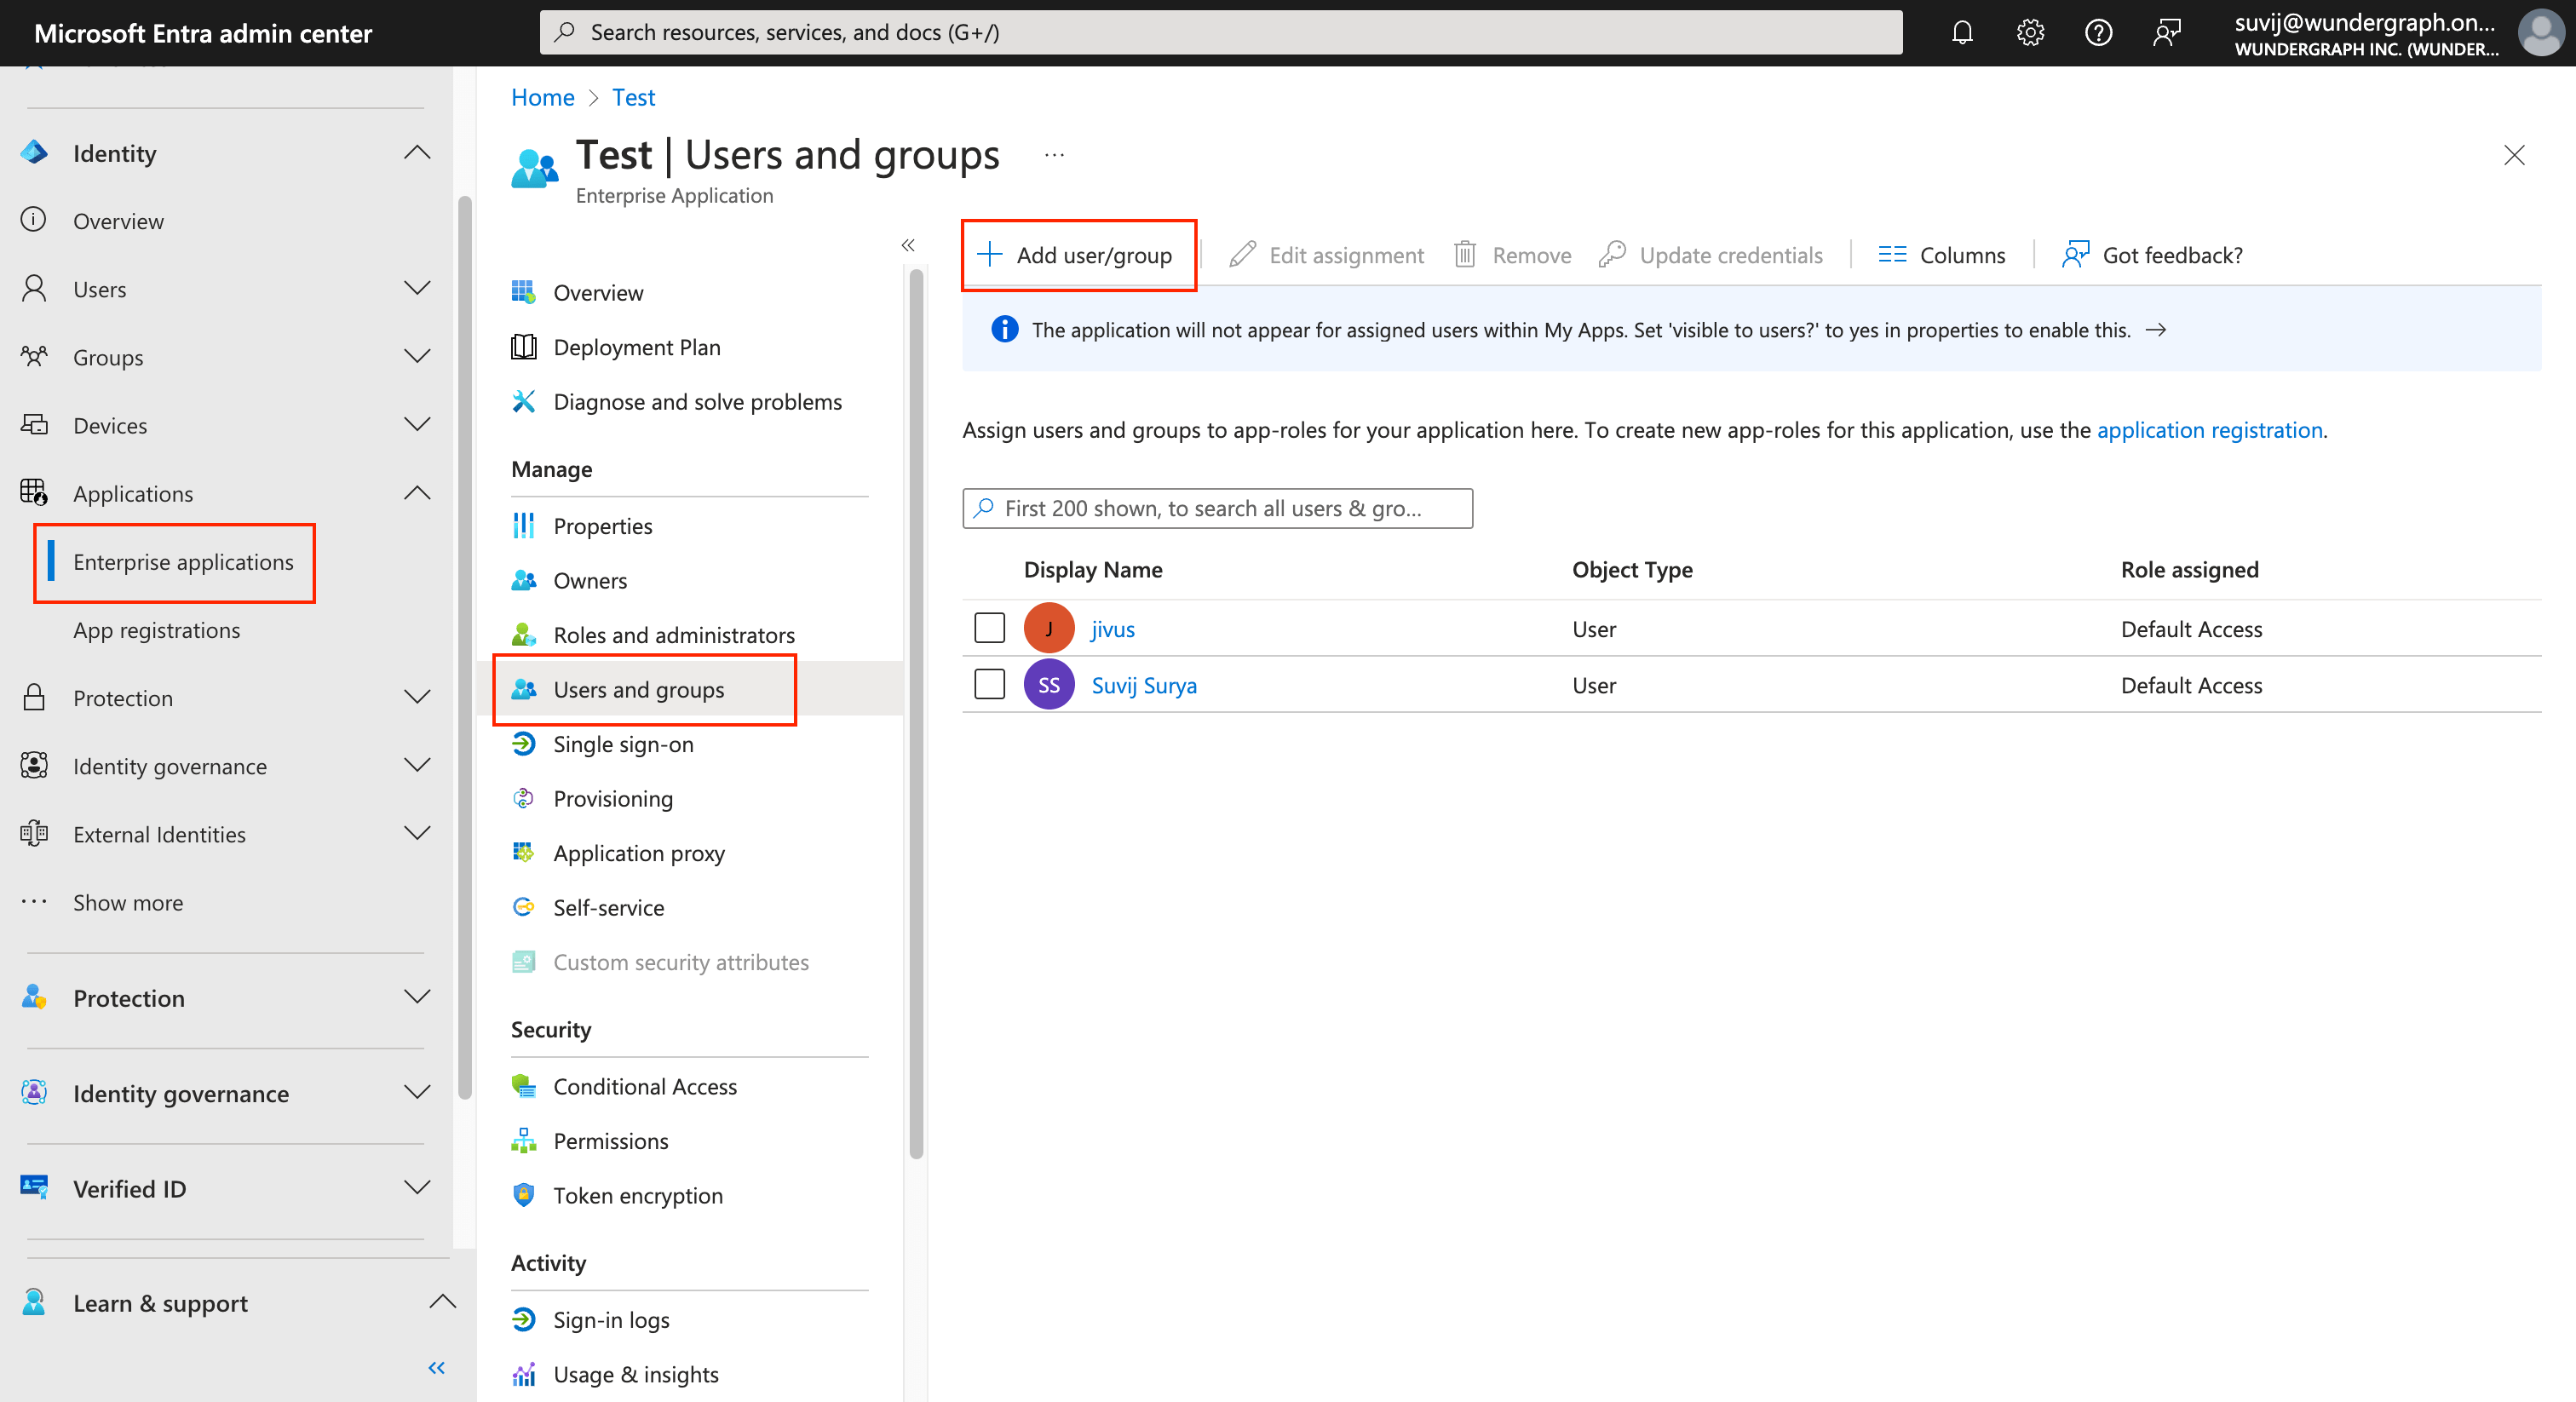 Microsoft Entra admin center
Search resources, services, and docs (G+/)
suvij@wundergraph.on...
WUNDERGRAPH INC. (WUNDER...
Identity
Overview
Users
Groups
Devices
Applications
Enterprise applications
App registrations
Protection
Identity governance
External Identities
Show more
Protection
Identity governance
Verified ID
Learn & support
Home > Test
Test | Users and groups ...
Enterprise Application
Overview
Deployment Plan
Diagnose and solve problems
Manage
Properties
Owners
Roles and administrators
Users and groups
Single sign-on
Provisioning
Application proxy
Self-service
Custom security attributes
Security
Conditional Access
Permissions
Token encryption
Activity
Sign-in logs
Usage & insights
Add user/group Edit assignment Remove Update credentials Columns Got feedback?
The application will not appear for assigned users within My Apps. Set 'visible to users?' to yes in properties to enable this. →
Assign users and groups to app-roles for your application here. To create new app-roles for this application, use the application registration.
First 200 shown, to search all users & gro...
Display Name Object Type Role assigned
J jivus User Default Access
SS Suvij Surya User Default Access